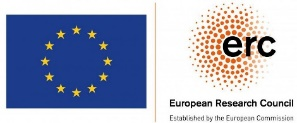 erc
European Research Council
Established by the European Commission